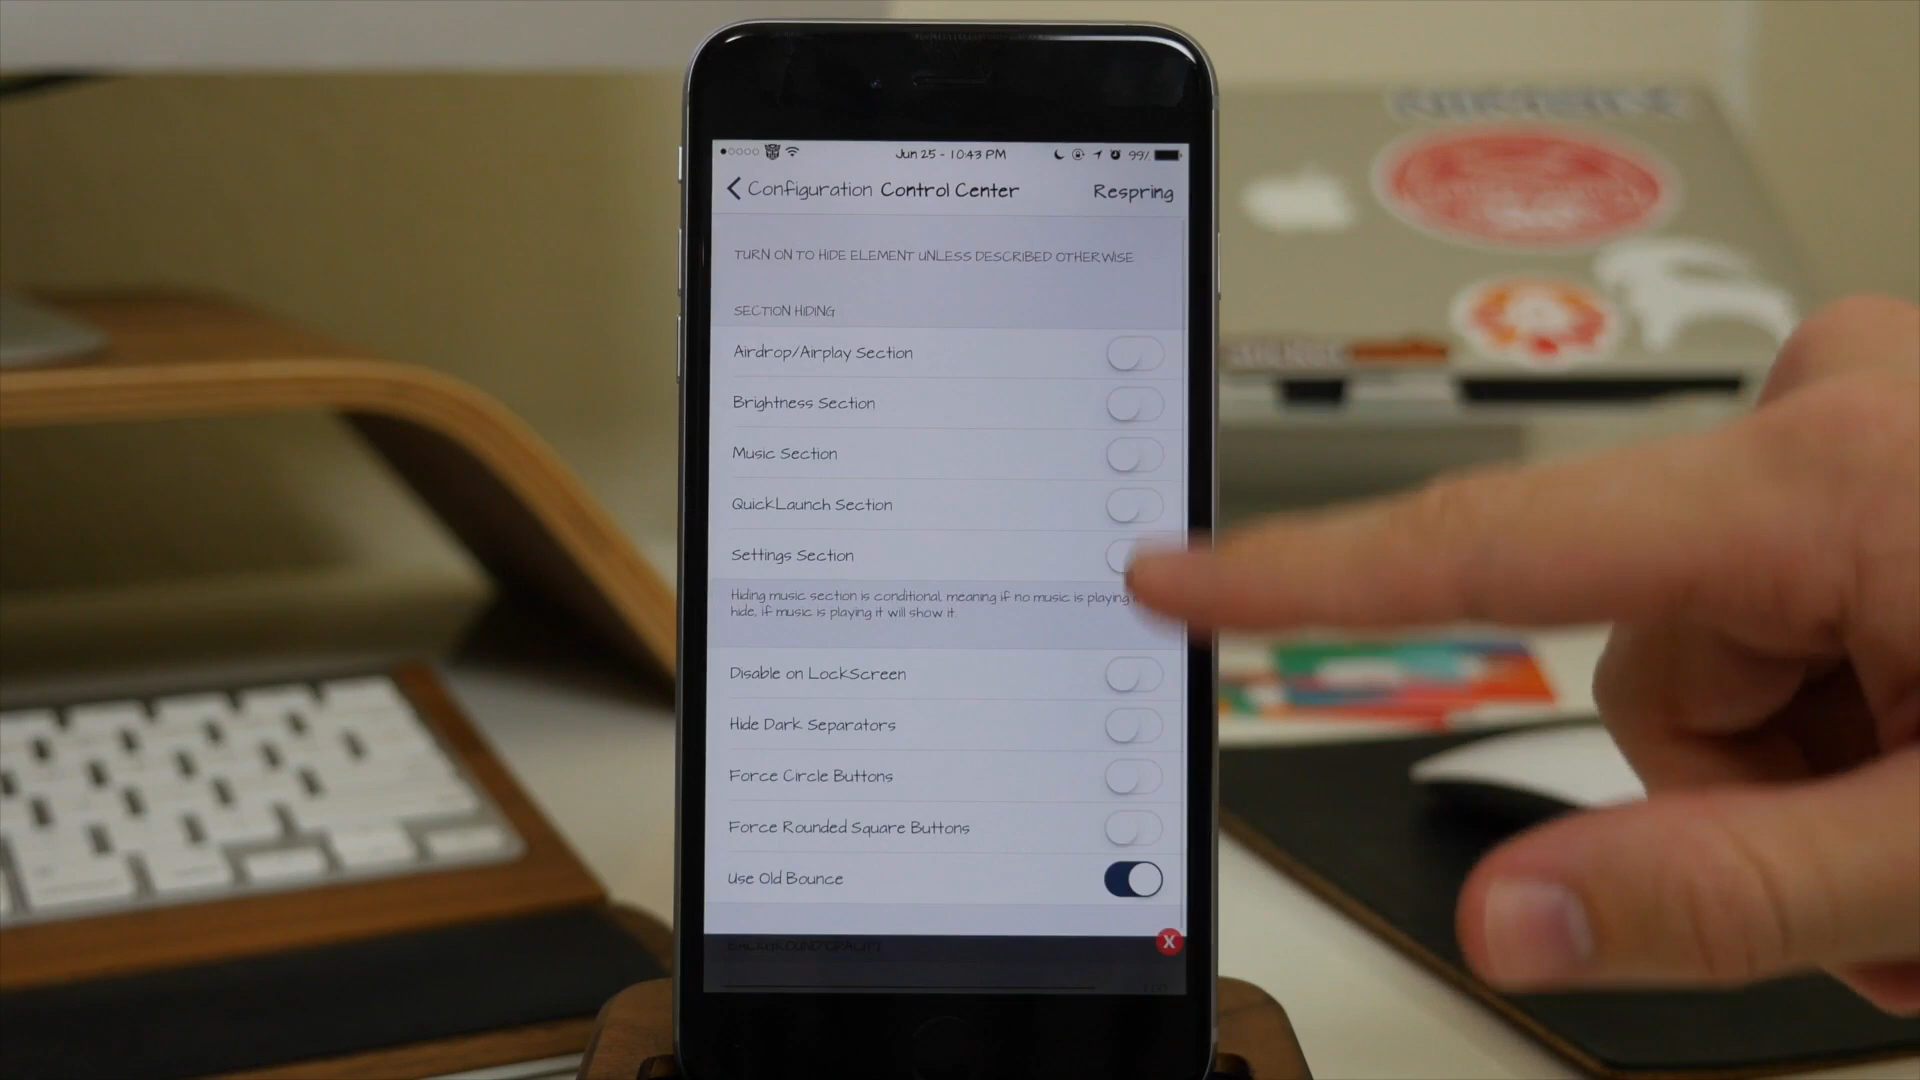 Jun 25 - 10:43 PM
99%
Configuration
Control Center
Respring
TURN ON TO HIDE ELEMENT UNLESS DESCRIBED OTHERWISE
SECTION HIDING
Airdrop/Airplay Section
Brightness Section
Music Section
QuickLaunch Section
Settings Section
Hiding music section is conditional, meaning if no music is playing
hide, if music is playing it will show it.
Disable on LockScreen
Hide Dark Separators
Force Circle Buttons
Force Rounded Square Buttons
Use Old Bounce
X